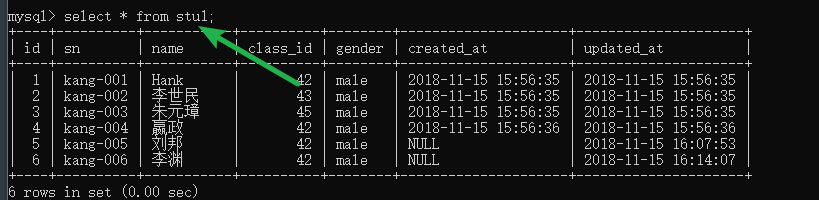 mysql> select * from stu1;
| id | sn | name | class_id | gender | created_at | updated_at |
| 1 | kang-001 | Hank | 42 | male | 2018-11-15 15:56:35 | 2018-11-15 15:56:35 |
| 2 | kang-002 | 李世民 | 43 | male | 2018-11-15 15:56:35 | 2018-11-15 15:56:35 |
| 3 | kang-003 | 朱元璋 | 45 | male | 2018-11-15 15:56:35 | 2018-11-15 15:56:35 |
| 4 | kang-004 | 嬴政 | 42 | male | 2018-11-15 15:56:36 | 2018-11-15 15:56:36 |
| 5 | kang-005 | 刘邦 | 42 | male | NULL | 2018-11-15 16:07:53 |
| 6 | kang-006 | 李渊 | 42 | male | NULL | 2018-11-15 16:14:07 |
6 rows in set (0.00 sec)